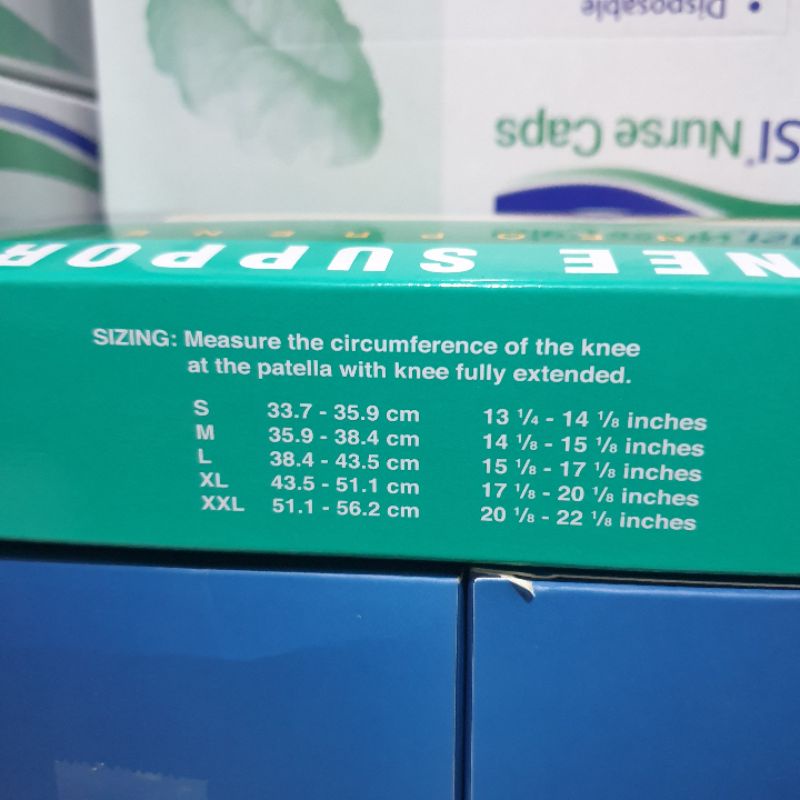 • Disposable
SI® Nurse Caps
NEOPRENE
NEE SUPPOR
SIZING: Measure the circumference of the knee
at the patella with knee fully extended.
S 33.7 - 35.9 cm 13 1/4 - 14 1/8 inches
M 35.9 - 38.4 cm 14 1/8 - 15 1/8 inches
L 38.4 - 43.5 cm 15 1/8 - 17 1/8 inches
XL 43.5 - 51.1 cm 17 1/8 - 20 1/8 inches
XXL 51.1 - 56.2 cm 20 1/8 - 22 1/8 inches